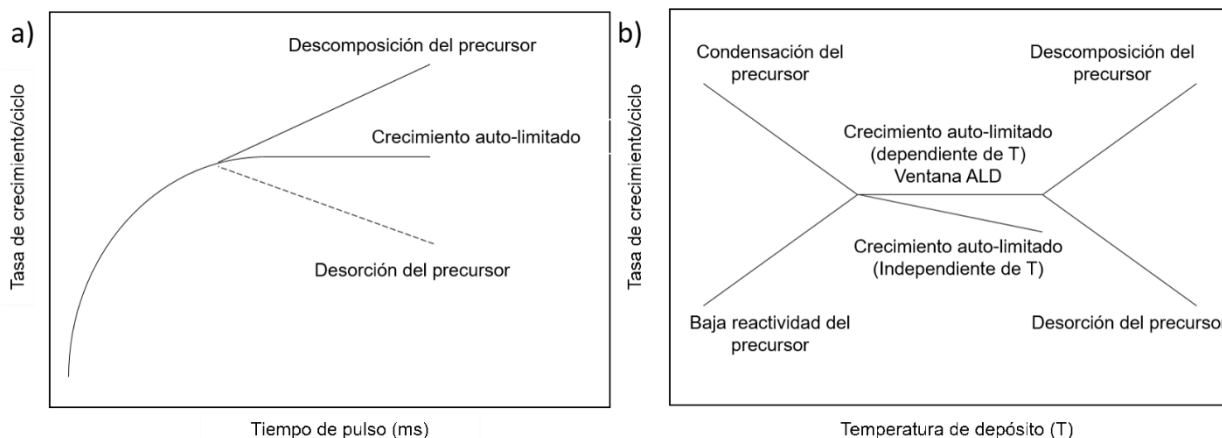 a)
Descomposición del precursor
Crecimiento auto-limitado
Desorción del precursor
Tasa de crecimiento/ciclo
Tiempo de pulso (ms)
b)
Condensación del
precursor
Descomposición del
precursor
Crecimiento auto-limitado
(dependiente de T)
Ventana ALD
Crecimiento auto-limitado
(Independiente de T)
Baja reactividad del
precursor
Desorción del precursor
Tasa de crecimiento/ciclo
Temperatura de depósito (T)